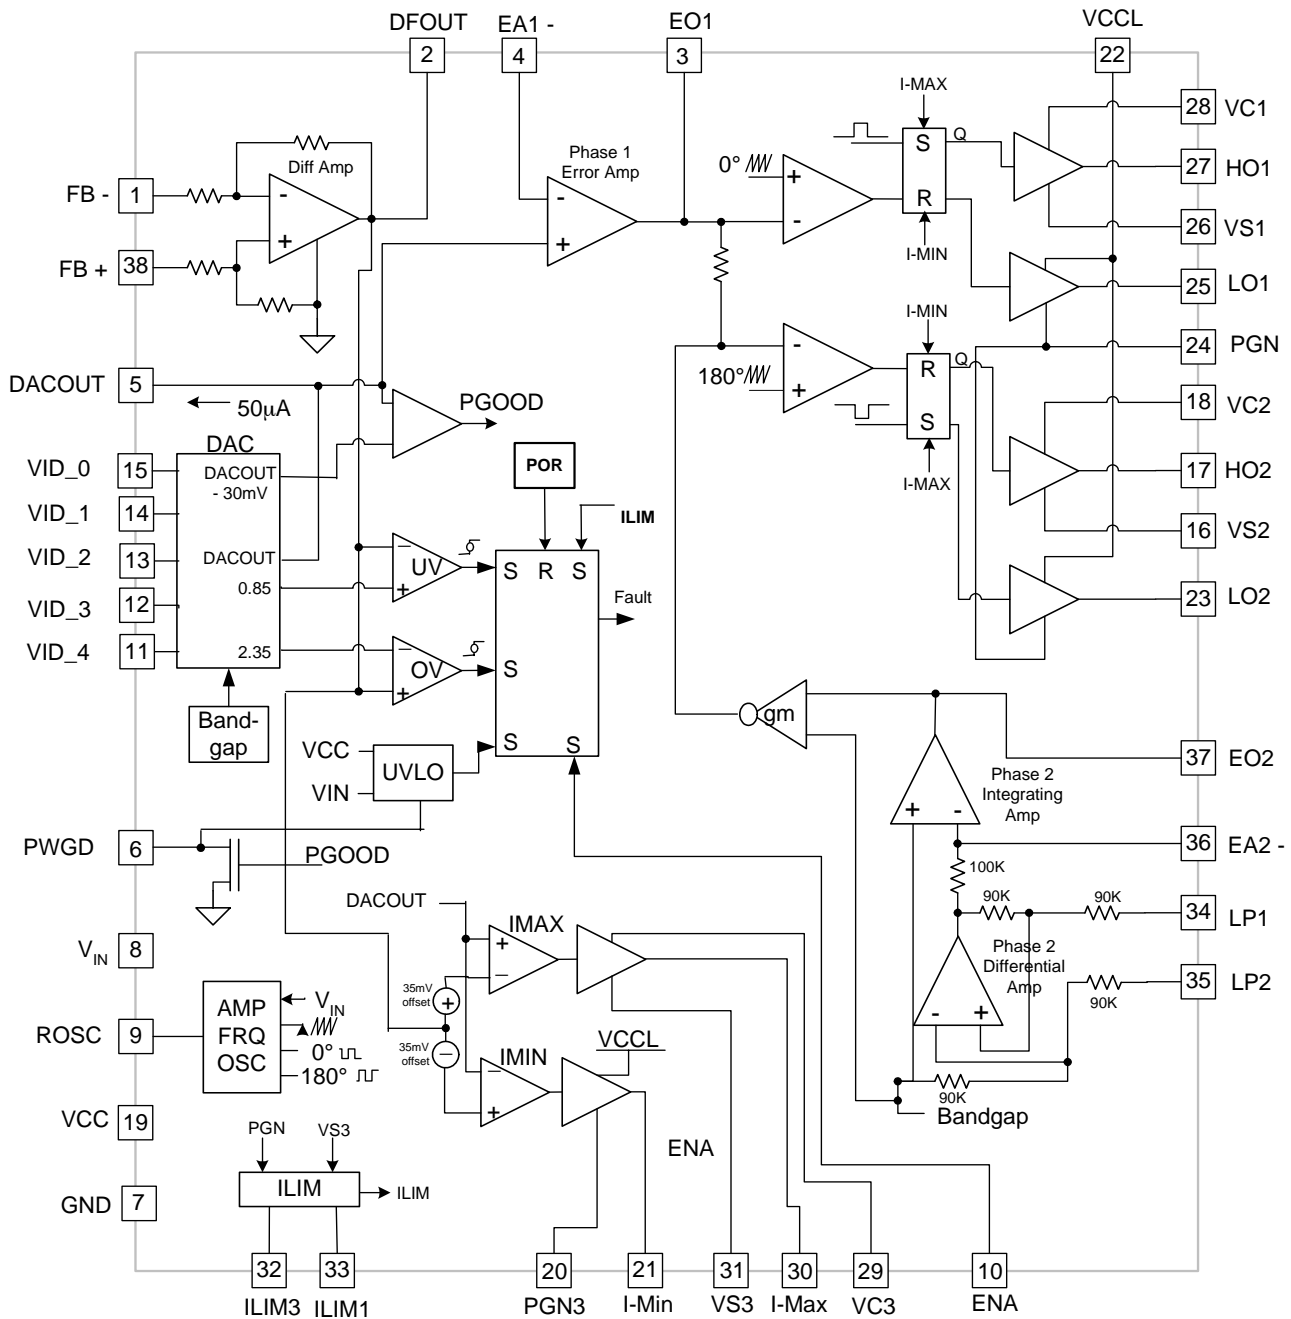 DFOUT
EA1 -
EO1
VCCL
2
4
3
22
I-MAX
28
VC1
S
Q
Diff Amp
Phase 1
Error Amp
0°
+
27
HO1
FB -
1
-
-
R
-
26
VS1
+
+
I-MIN
FB +
38
25
LO1
I-MIN
24
PGN
-
R
Q
180°
+
DACOUT
5
18
VC2
50µA
PGOOD
S
DAC
VID_0
15
DACOUT
- 30mV
POR
17
HO2
I-MAX
VID_1
14
ILIM
16
VS2
VID_2
13
DACOUT
-
UV
+
S
R
S
0.85
Fault
23
LO2
VID_3
12
VID_4
11
2.35
-
OV
+
S
Band-
gap
gm
VCC
UVLO
S
S
37
EO2
VIN
Phase 2
Integrating
Amp
+
-
PWGD
6
36
EA2 -
PGOOD
100K
DACOUT
90K
90K
34
LP1
IMAX
+
-
VIN
8
Phase 2
Differential
Amp
35
LP2
90K
35mV
offset
+
AMP
FRQ
OSC
VIN
-
+
ROSC
9
0°
180°
35mV
offset
-
VCCL
IMIN
-
+
90K
Bandgap
VCC
19
PGN
VS3
ENA
ILIM
ILIM
GND
7
32
33
20
21
31
30
29
10
ILIM3
ILIM1
PGN3
I-Min
VS3
I-Max
VC3
ENA